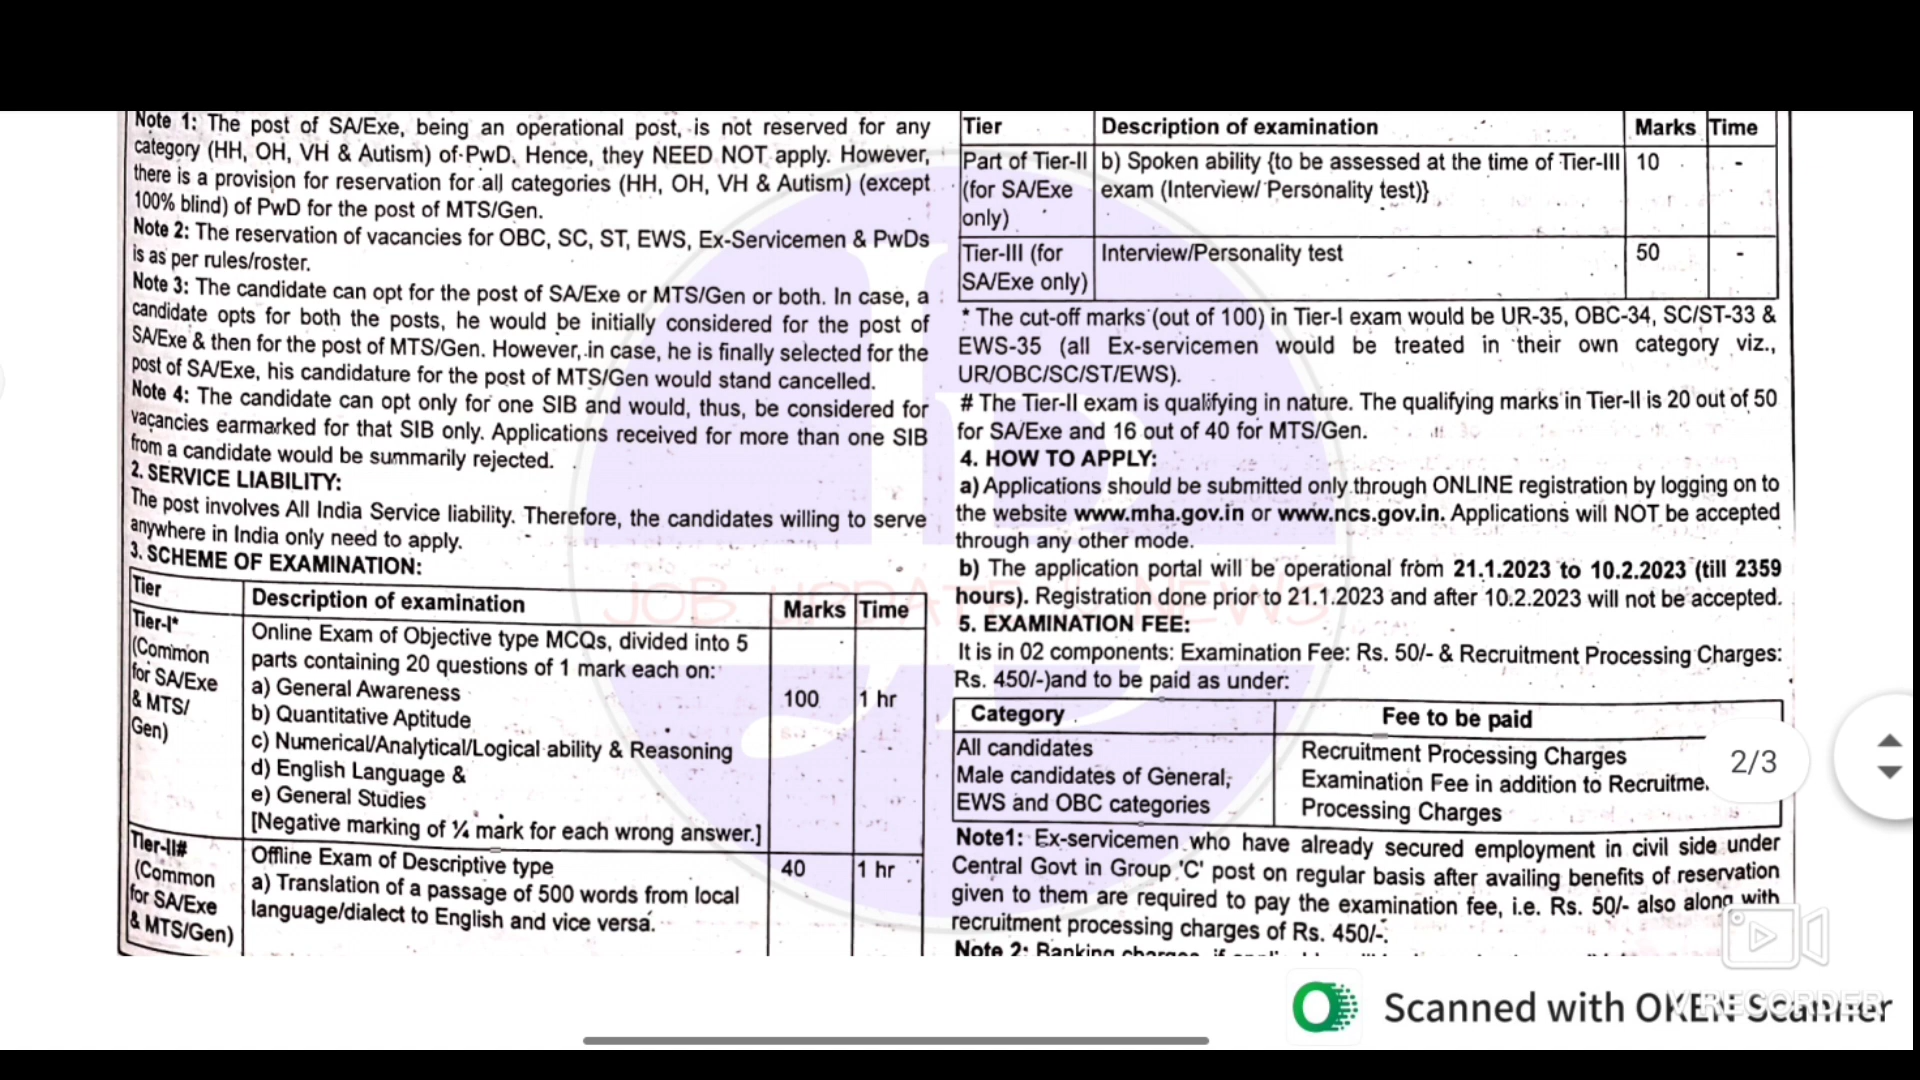 Note 1: The post of SA/Exe, being an operational post, is not reserved for any
category (HH, OH, VH & Autism) of PwD. Hence, they NEED NOT apply. However,
there is a provision for reservation for all categories (HH, OH, VH & Autism) (except
100% blind) of PwD for the post of MTS/Gen.
Note 2: The reservation of vacancies for OBC, SC, ST, EWS, Ex-Servicemen & PwDs
is as per rules/roster.
Note 3: The candidate can opt for the post of SA/Exe or MTS/Gen or both. In case, a
candidate opts for both the posts, he would be initially considered for the post of
SA/Exe & then for the post of MTS/Gen. However, in case, he is finally selected for the
post of SA/Exe, his candidature for the post of MTS/Gen would stand cancelled.
Note 4: The candidate can opt only for one SIB and would, thus, be considered for
vacancies earmarked for that SIB only. Applications received for more than one SIB
from a candidate would be summarily rejected.
2. SERVICE LIABILITY:
The post involves All India Service liability. Therefore, the candidates willing to serve
anywhere in India only need to apply.
3. SCHEME OF EXAMINATION:
Tier Description of examination Marks Time
Tier-I*
(Common
for SA/Exe
& MTS/
Gen)
Online Exam of Objective type MCQs, divided into 5
parts containing 20 questions of 1 mark each on:
a) General Awareness
b) Quantitative Aptitude
c) Numerical/Analytical/Logical ability & Reasoning
d) English Language &
e) General Studies
[Negative marking of ¼ mark for each wrong answer.]
100 1 hr
Tier-II#
(Common
for SA/Exe
& MTS/Gen)
Offline Exam of Descriptive type
a) Translation of a passage of 500 words from local
language/dialect to English and vice versa.
40 1 hr
Tier Description of examination Marks Time
Part of Tier-II
(for SA/Exe
only)
b) Spoken ability {to be assessed at the time of Tier-III
exam (Interview/ Personality test)}
10 -
Tier-III (for
SA/Exe only)
Interview/Personality test
50 -
* The cut-off marks (out of 100) in Tier-I exam would be UR-35, OBC-34, SC/ST-33 &
EWS-35 (all Ex-servicemen would be treated in their own category viz.,
UR/OBC/SC/ST/EWS).
# The Tier-II exam is qualifying in nature. The qualifying marks in Tier-II is 20 out of 50
for SA/Exe and 16 out of 40 for MTS/Gen.
4. HOW TO APPLY:
a) Applications should be submitted only through ONLINE registration by logging on to
the website www.mha.gov.in or www.ncs.gov.in. Applications will NOT be accepted
through any other mode.
b) The application portal will be operational from 21.1.2023 to 10.2.2023 (till 2359
hours). Registration done prior to 21.1.2023 and after 10.2.2023 will not be accepted.
5. EXAMINATION FEE:
It is in 02 components: Examination Fee: Rs. 50/- & Recruitment Processing Charges:
Rs. 450/-)and to be paid as under:
Category Fee to be paid
All candidates Recruitment Processing Charges
Male candidates of General, Examination Fee in addition to Recruitme
EWS and OBC categories Processing Charges
Note1: Ex-servicemen who have already secured employment in civil side under
Central Govt in Group 'C' post on regular basis after availing benefits of reservation
given to them are required to pay the examination fee, i.e. Rs. 50/- also along with
recruitment processing charges of Rs. 450/-.
Note 2: Banking charges, if
JOB UPDATE & NEWS
2/3
Scanned with OKEN Scanner
V RECORDER